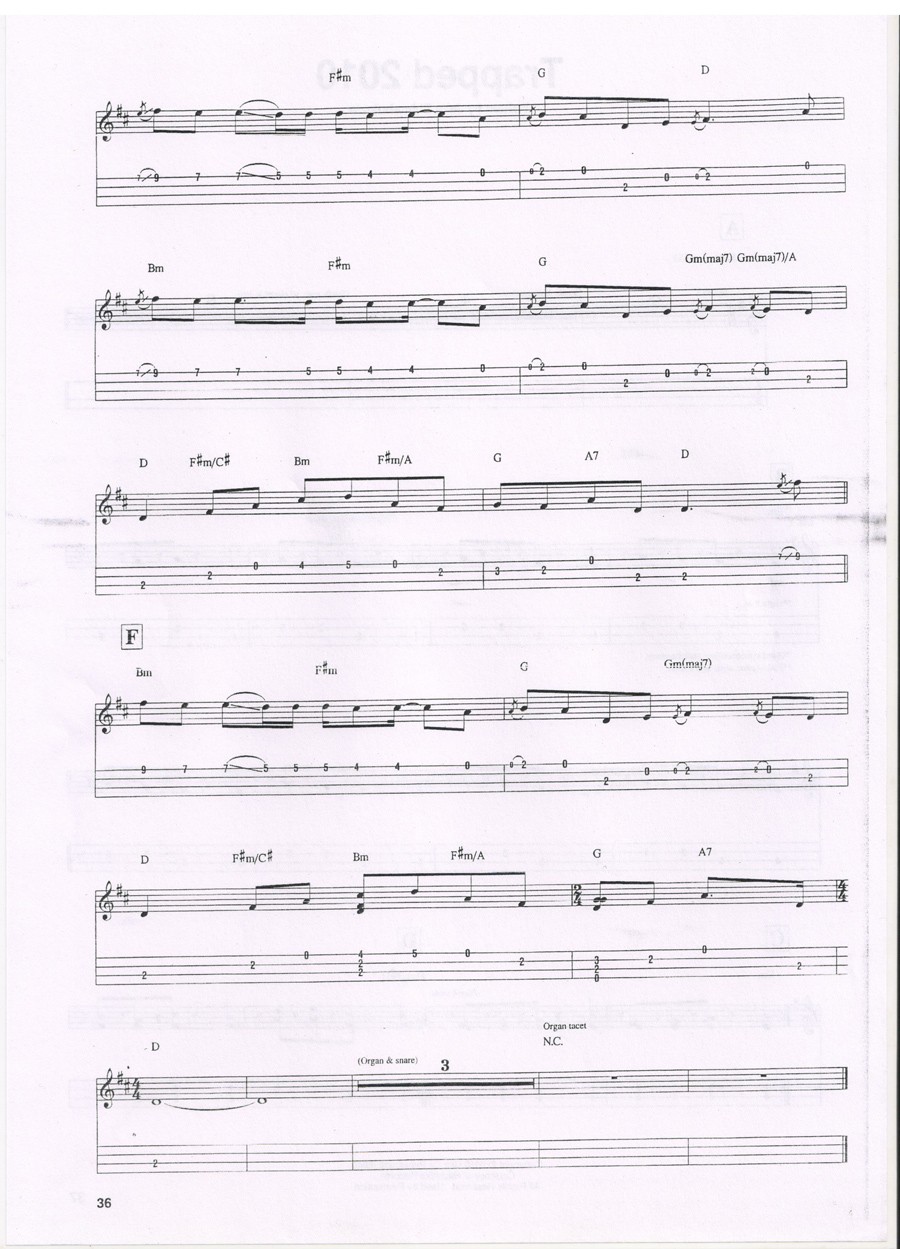 Trapped 2010
F#m G D
7 9 7 7 5 5 5 4 4 0 0 2 0 2 0 0 2 0
Bm F#m G Gm(maj7) Gm(maj7)/A
7 9 7 7 5 5 4 4 0 0 2 0 2 0 0 2 2 0 2
D F#m/C# Bm F#m/A G A7 D
2 2 0 4 5 0 2 3 2 0 2 2 7 9
F
Bm F#m G Gm(maj7)
9 7 7 5 5 5 4 4 0 0 2 0 2 0 0 2 2 0 2
D F#m/C# Bm F#m/A G A7
2 4
4 4
2 2 0 4 2 2 5 0 2 3 2 0 2 0 2
Organ tacet
D N.C.
(Organ & snare)
3
4 4
2
36